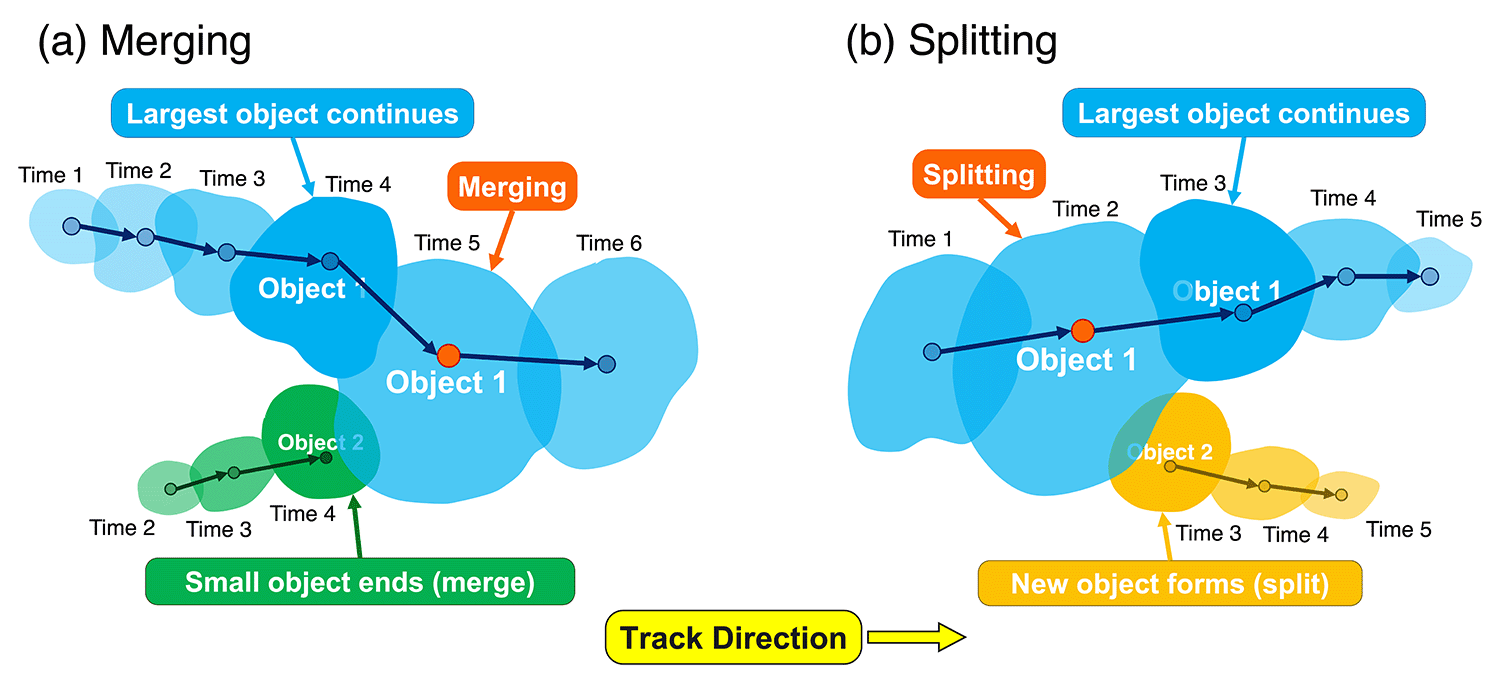 (a) Merging
Largest object continues
Time 1
Time 2
Time 3
Time 4
Merging
Time 5
Time 6
Object 1
Object 1
Object 2
Time 2
Time 3
Time 4
Small object ends (merge)
(b) Splitting
Largest object continues
Splitting
Time 1
Time 2
Time 3
Time 4
Time 5
Object 1
Object 1
Object 2
Time 3
Time 4
Time 5
New object forms (split)
Track Direction